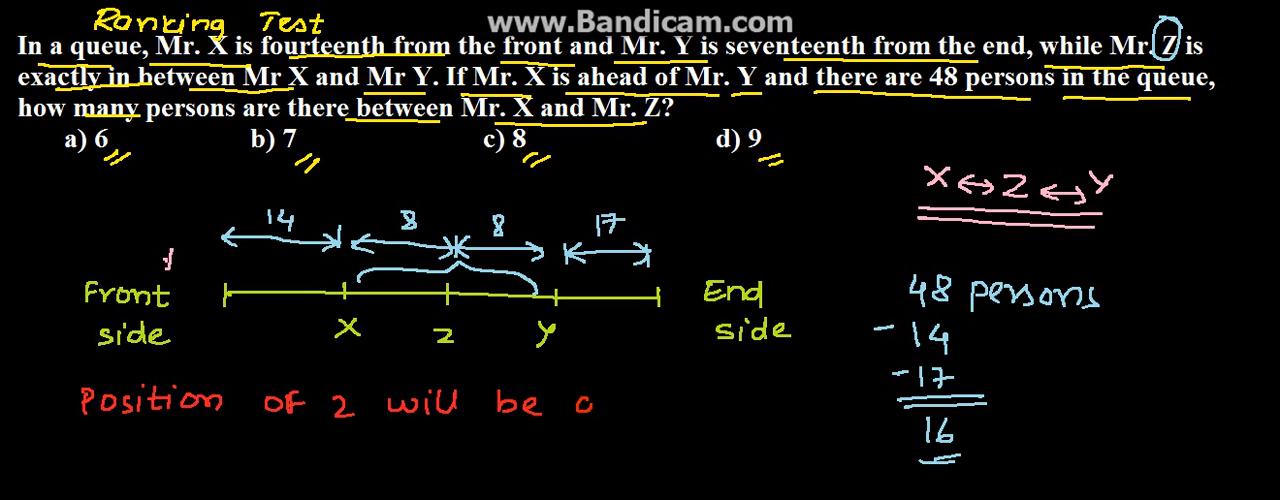 www.Bandicam.com
Ranking Test
In a queue, Mr. X is fourteenth from the front and Mr. Y is seventeenth from the end, while Mr. Z is
exactly in between Mr X and Mr Y. If Mr. X is ahead of Mr. Y and there are 48 persons in the queue,
how many persons are there between Mr. X and Mr. Z?
a) 6 b) 7 c) 8 d) 9
X ↔ Z ↔ Y
14 8 8 17
Front side
End side
X Z Y
48 persons
- 14
- 17
16
Position of Z will be